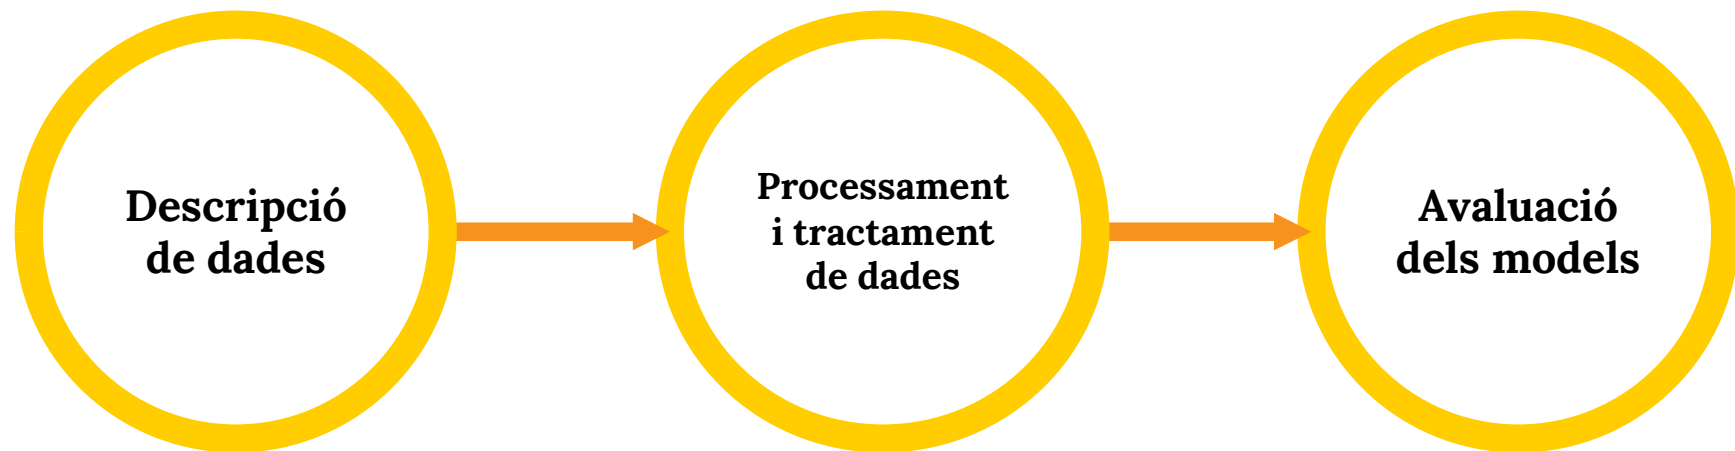 Descripció
de dades
Processament
i tractament
de dades
Avaluació
dels models